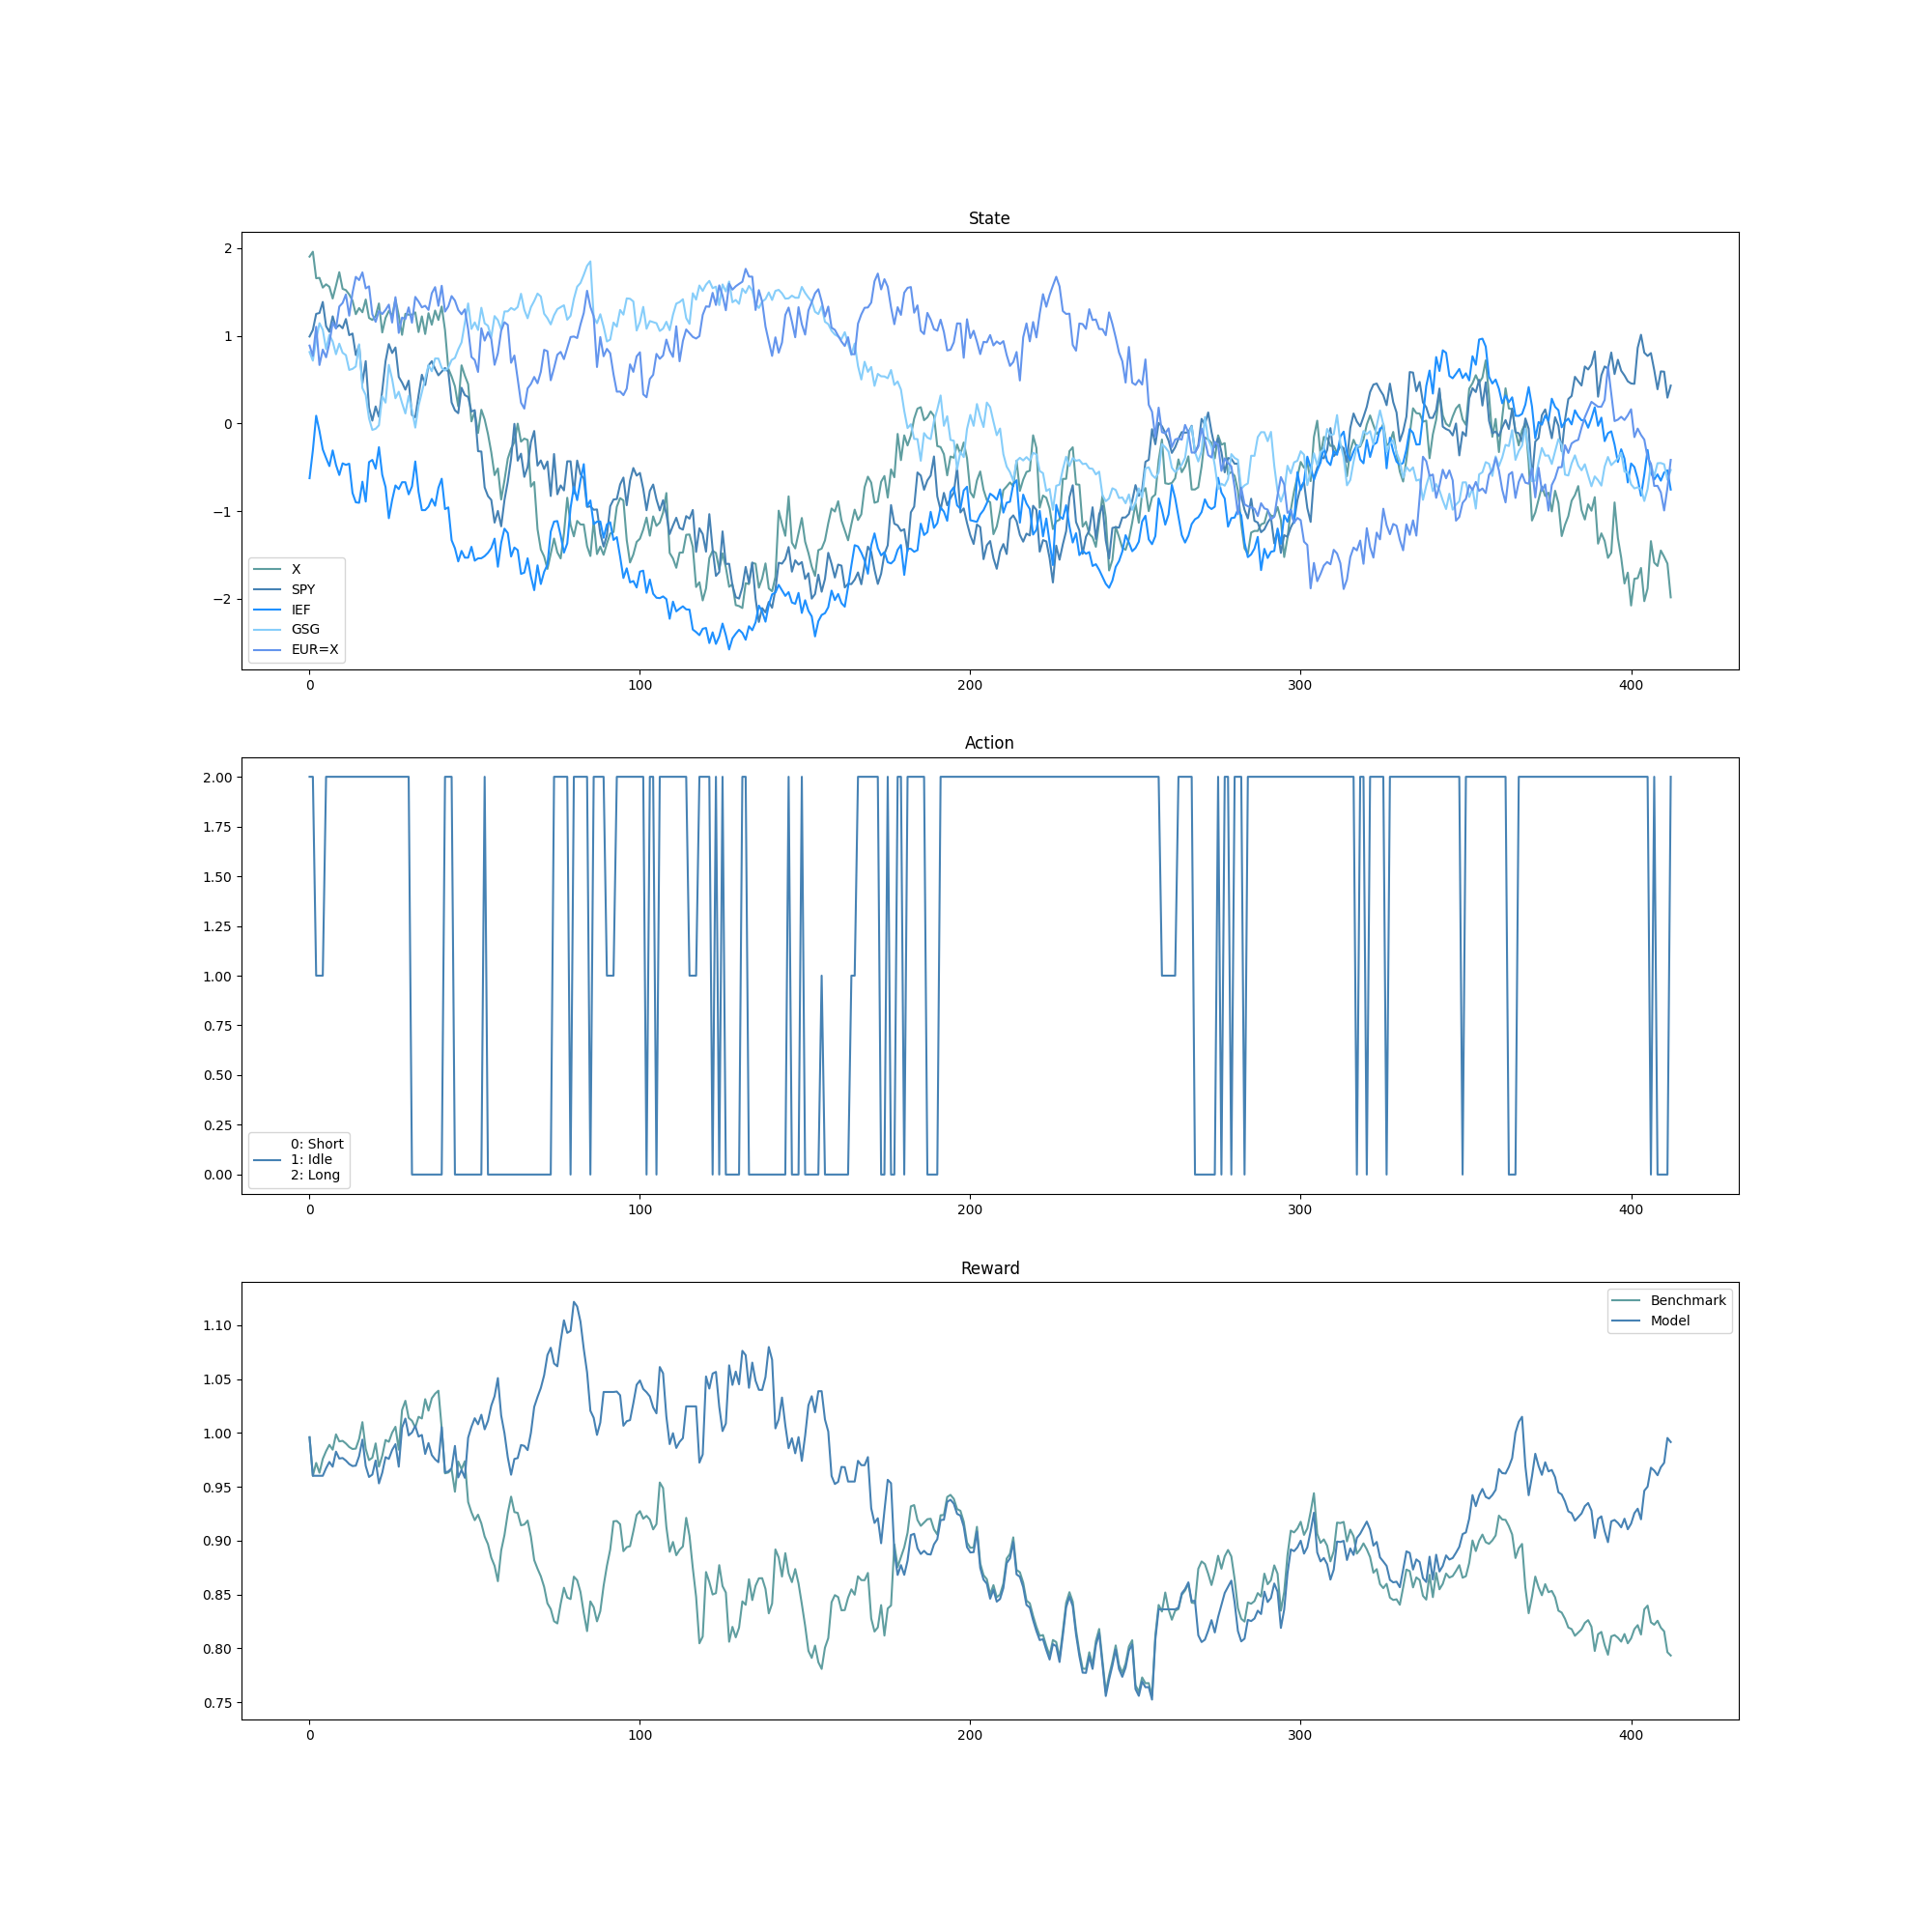 State
2
1
0
−1
−2
X
SPY
IEF
GSG
EUR=X
0 100 200 300 400
Action
2.00
1.75
1.50
1.25
1.00
0.75
0.50
0.25
0.00
0: Short
1: Idle
2: Long
0 100 200 300 400
Reward
1.10
1.05
1.00
0.95
0.90
0.85
0.80
0.75
Benchmark
Model
0 100 200 300 400